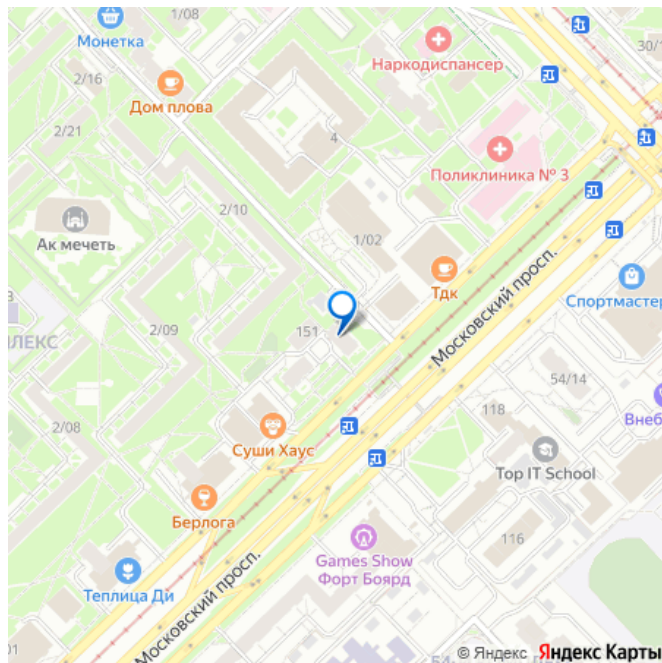 1/08
30/1
Монетка
Наркодиспансер
2/16
Дом плова
2/21
4
Поликлиника № 3
2/10
Ак мечеть
1/02
Тдк
Спортмастер
Московский просп.
2/09
151
ЛЕКС
54/14
118
Внеб
2/08
Суши Хаус
Top IT School
Берлога
116
Games Show
Форт Боярд
Теплица Ди
Московский просп.
01
54
© Яндекс Яндекс Карты